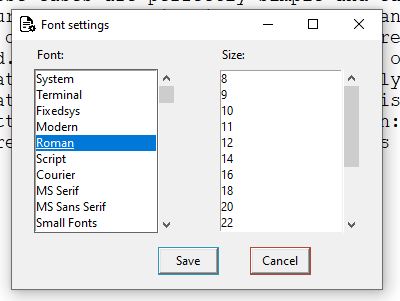 Font settings
Font:
System
Terminal
Fixedsys
Modern
Roman
Script
Courier
MS Serif
MS Sans Serif
Small Fonts
Size:
8
9
10
11
12
14
16
18
20
22
Save
Cancel